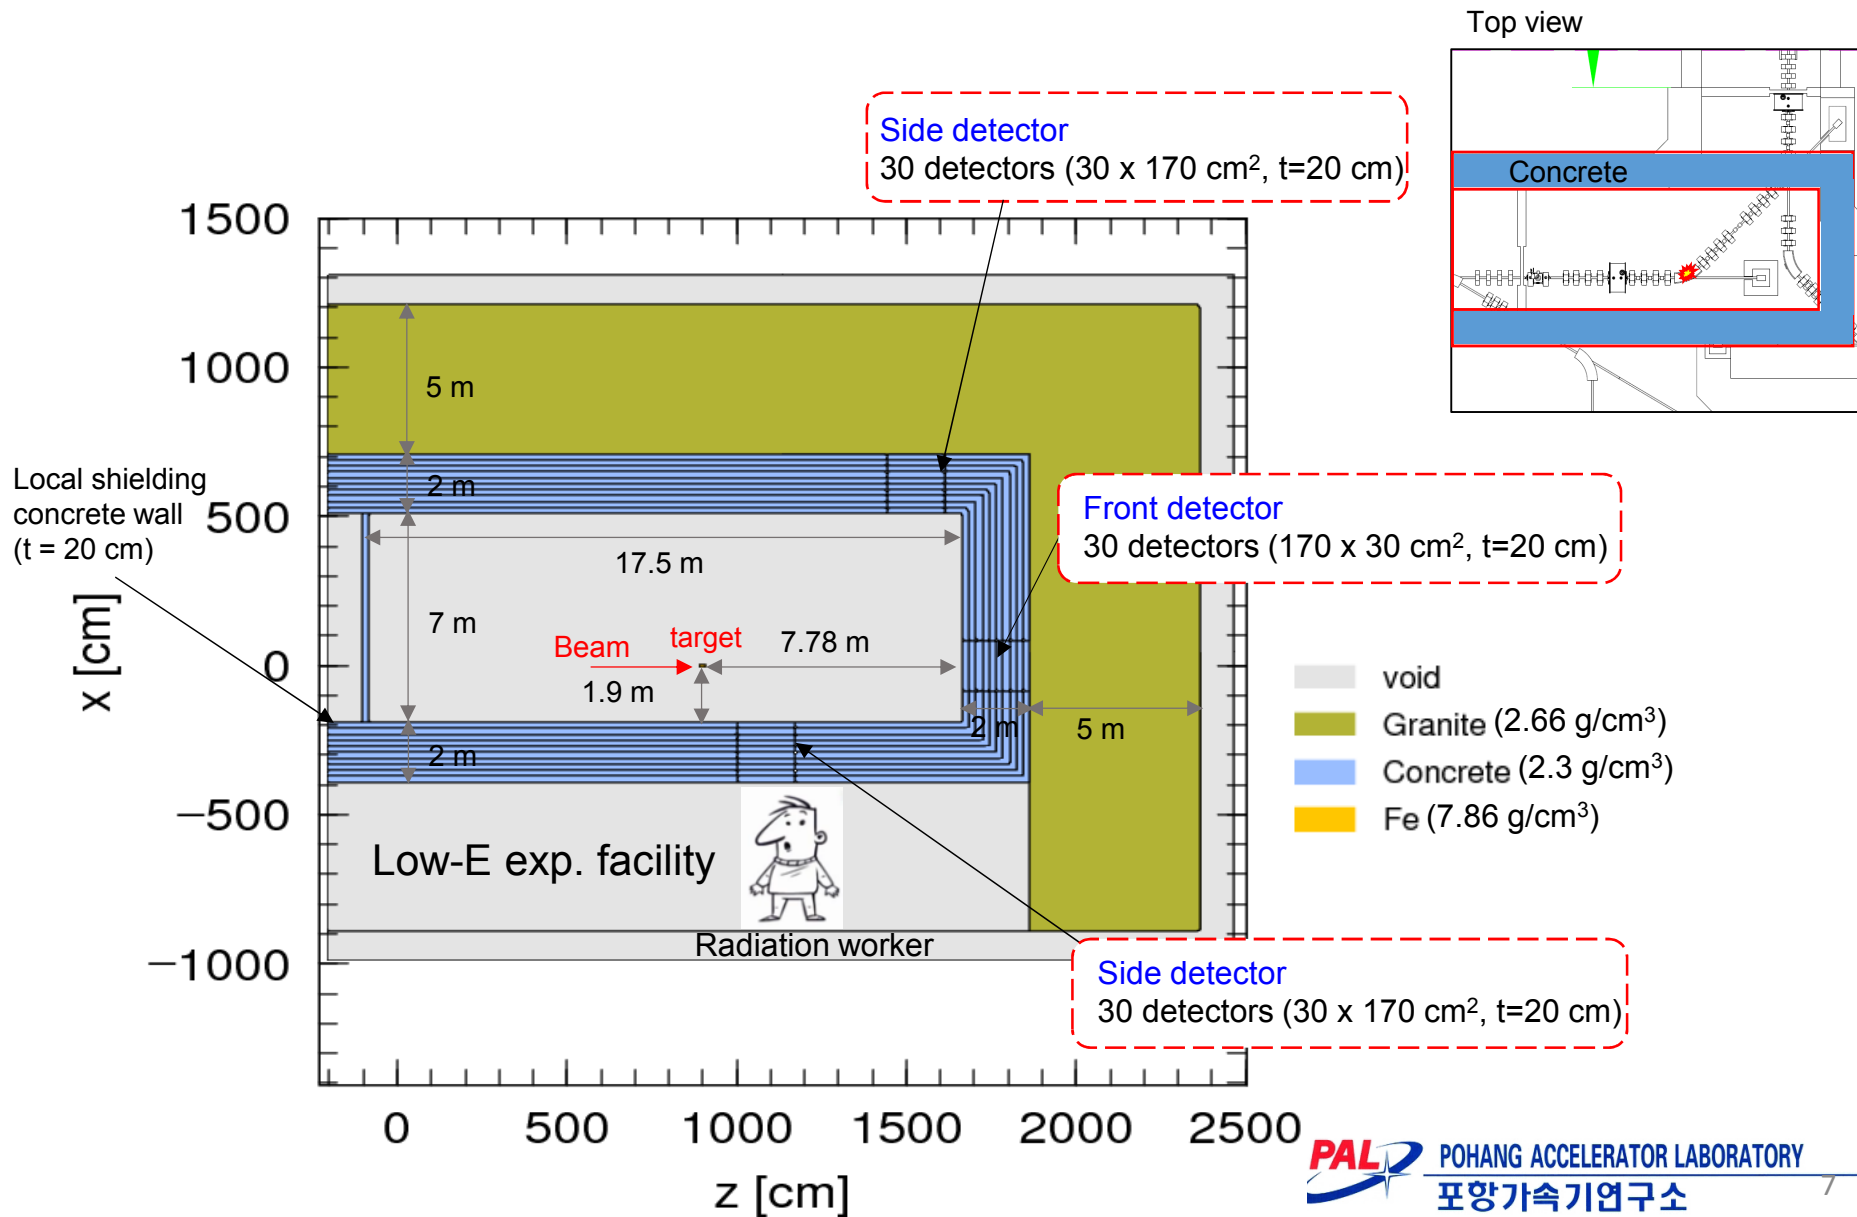 Top view
Concrete
Side detector
30 detectors (30 x 170 cm², t=20 cm)
1500
1000
500
0
−500
−1000
x [cm]
5 m
2 m
Local shielding
concrete wall
(t = 20 cm)
17.5 m
7 m
Beam
target
7.78 m
1.9 m
2 m
2 m
5 m
Front detector
30 detectors (170 x 30 cm², t=20 cm)
void
Granite (2.66 g/cm³)
Concrete (2.3 g/cm³)
Fe (7.86 g/cm³)
Low-E exp. facility
Radiation worker
Side detector
30 detectors (30 x 170 cm², t=20 cm)
0 500 1000 1500 2000 2500
z [cm]
PAL POHANG ACCELERATOR LABORATORY
포항가속기연구소
7